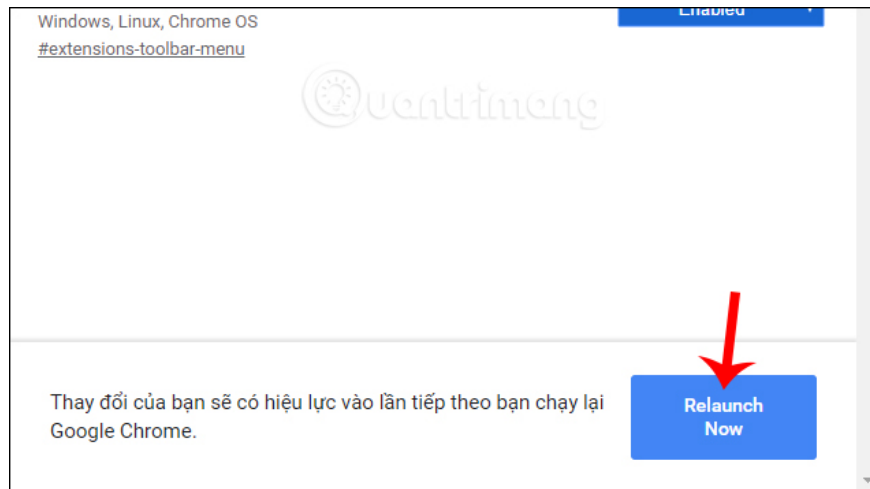 Windows, Linux, Chrome OS
Enabled
#extensions-toolbar-menu
Quantrimang
Thay đổi của bạn sẽ có hiệu lực vào lần tiếp theo bạn chạy lại
Google Chrome.
Relaunch
Now